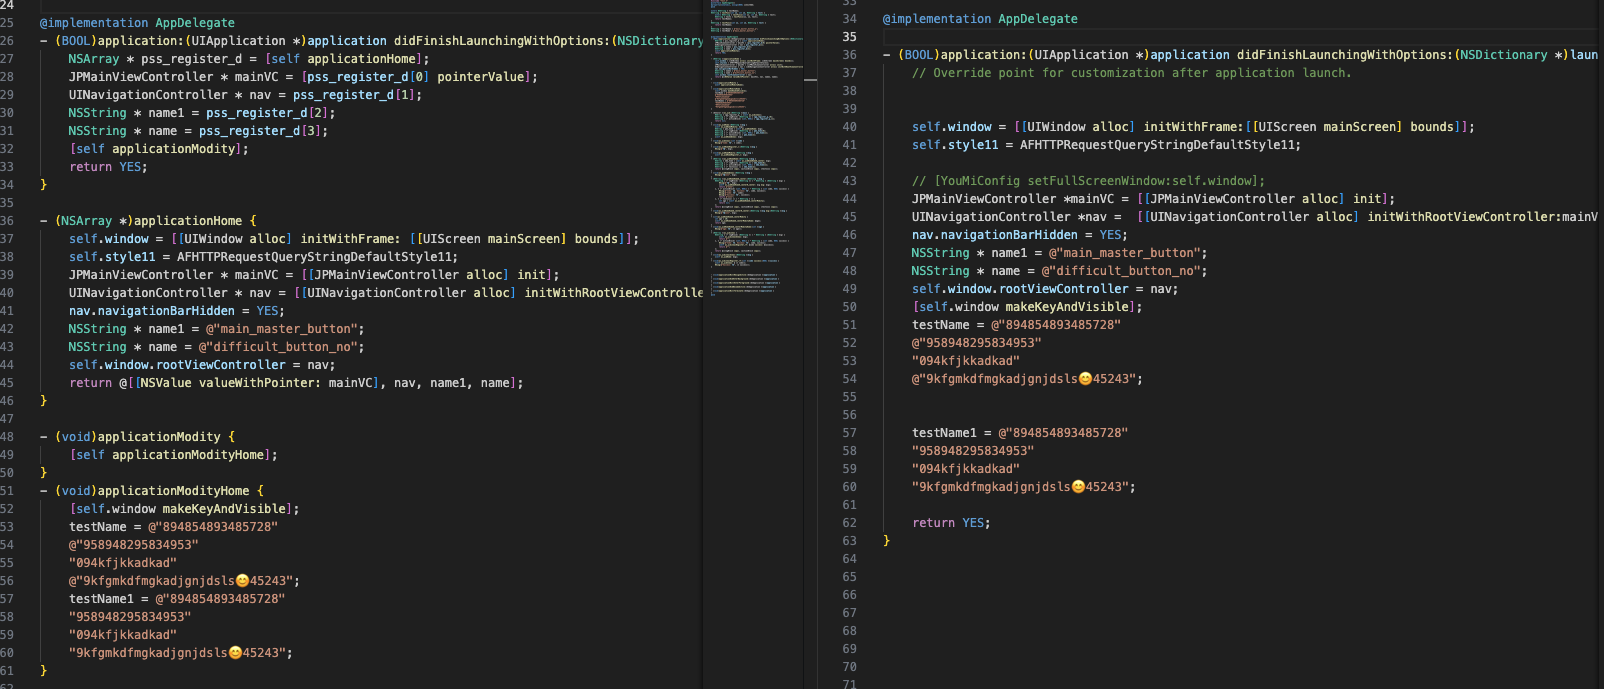 24
25 @implementation AppDelegate
26 - (BOOL)application:(UIApplication *)application didFinishLaunchingWithOptions:(NSDictionary
27 NSArray * pss_register_d = [self applicationHome];
28 JPMainViewController * mainVC = [pss_register_d[0] pointerValue];
29 UINavigationController * nav = pss_register_d[1];
30 NSString * name1 = pss_register_d[2];
31 NSString * name = pss_register_d[3];
32 [self applicationModity];
33 return YES;
34 }
35
36 - (NSArray *)applicationHome {
37 self.window = [[UIWindow alloc] initWithFrame: [[UIScreen mainScreen] bounds]];
38 self.style11 = AFHTTPRequestQueryStringDefaultStyle11;
39 JPMainViewController * mainVC = [[JPMainViewController alloc] init];
40 UINavigationController * nav = [[UINavigationController alloc] initWithRootViewControlle
41 nav.navigationBarHidden = YES;
42 NSString * name1 = @"main_master_button";
43 NSString * name = @"difficult_button_no";
44 self.window.rootViewController = nav;
45 return @[[NSValue valueWithPointer: mainVC], nav, name1, name];
46 }
47
48 - (void)applicationModity {
49 [self applicationModityHome];
50 }
51 - (void)applicationModityHome {
52 [self.window makeKeyAndVisible];
53 testName = @"894854893485728"
54 @"958948295834953"
55 "094kfjkkadkad"
56 @"9kfgmkdfmgkadjgnjdsls😊45243";
57 testName1 = @"894854893485728"
58 "958948295834953"
59 "094kfjkkadkad"
60 "9kfgmkdfmgkadjgnjdsls😊45243";
61 }
62
33
34 @implementation AppDelegate
35
36 - (BOOL)application:(UIApplication *)application didFinishLaunchingWithOptions:(NSDictionary *)laun
37 // Override point for customization after application launch.
38
39
40 self.window = [[UIWindow alloc] initWithFrame:[[UIScreen mainScreen] bounds]];
41 self.style11 = AFHTTPRequestQueryStringDefaultStyle11;
42
43 // [YouMiConfig setFullScreenWindow:self.window];
44 JPMainViewController *mainVC = [[JPMainViewController alloc] init];
45 UINavigationController *nav =  [[UINavigationController alloc] initWithRootViewController:mainV
46 nav.navigationBarHidden = YES;
47 NSString * name1 = @"main_master_button";
48 NSString * name = @"difficult_button_no";
49 self.window.rootViewController = nav;
50 [self.window makeKeyAndVisible];
51 testName = @"894854893485728"
52 @"958948295834953"
53 "094kfjkkadkad"
54 @"9kfgmkdfmgkadjgnjdsls😊45243";
55
56
57 testName1 = @"894854893485728"
58 "958948295834953"
59 "094kfjkkadkad"
60 "9kfgmkdfmgkadjgnjdsls😊45243";
61
62 return YES;
63 }
64
65
66
67
68
69
70
71